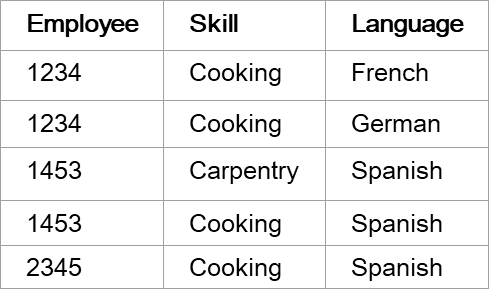 Employee Skill Language
1234 Cooking French
1234 Cooking German
1453 Carpentry Spanish
1453 Cooking Spanish
2345 Cooking Spanish